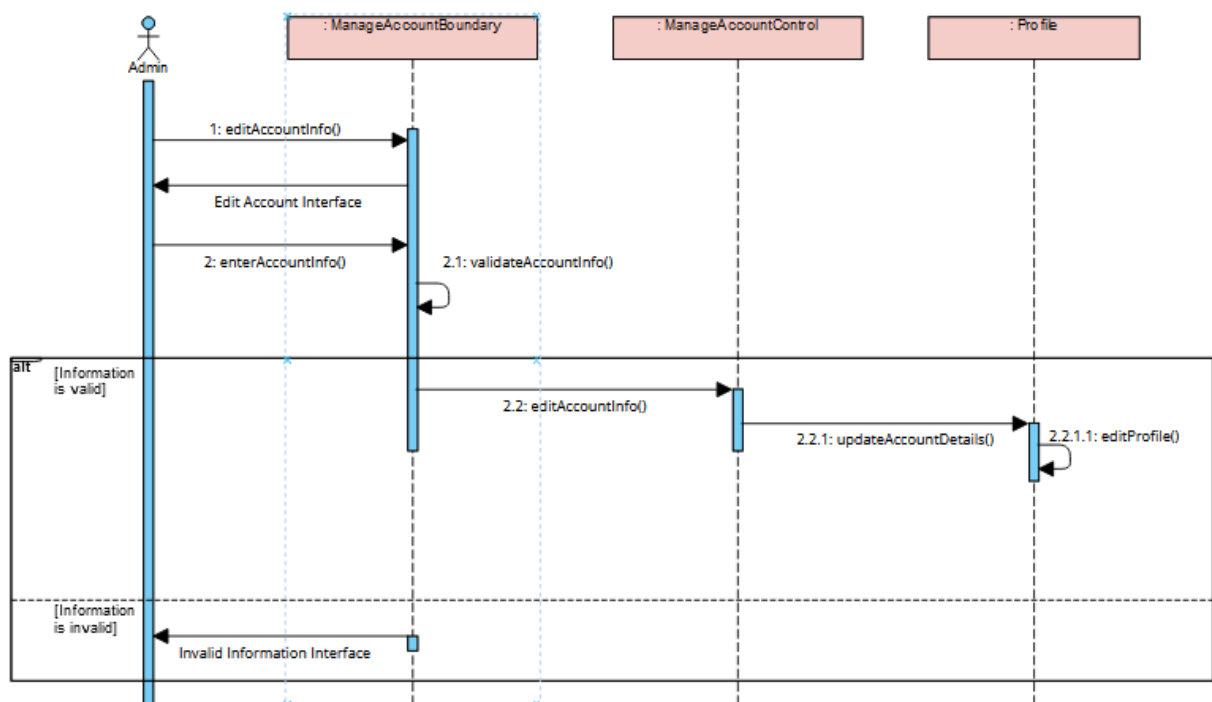 : ManageAccountBoundary
: ManageAccountControl
: Profile
Admin
1: editAccountInfo()
Edit Account Interface
2: enterAccountInfo()
2.1: validateAccountInfo()
alt
[Information
is valid]
2.2: editAccountInfo()
2.2.1: updateAccountDetails()
2.2.1.1: editProfile()
[Information
is invalid]
Invalid Information Interface